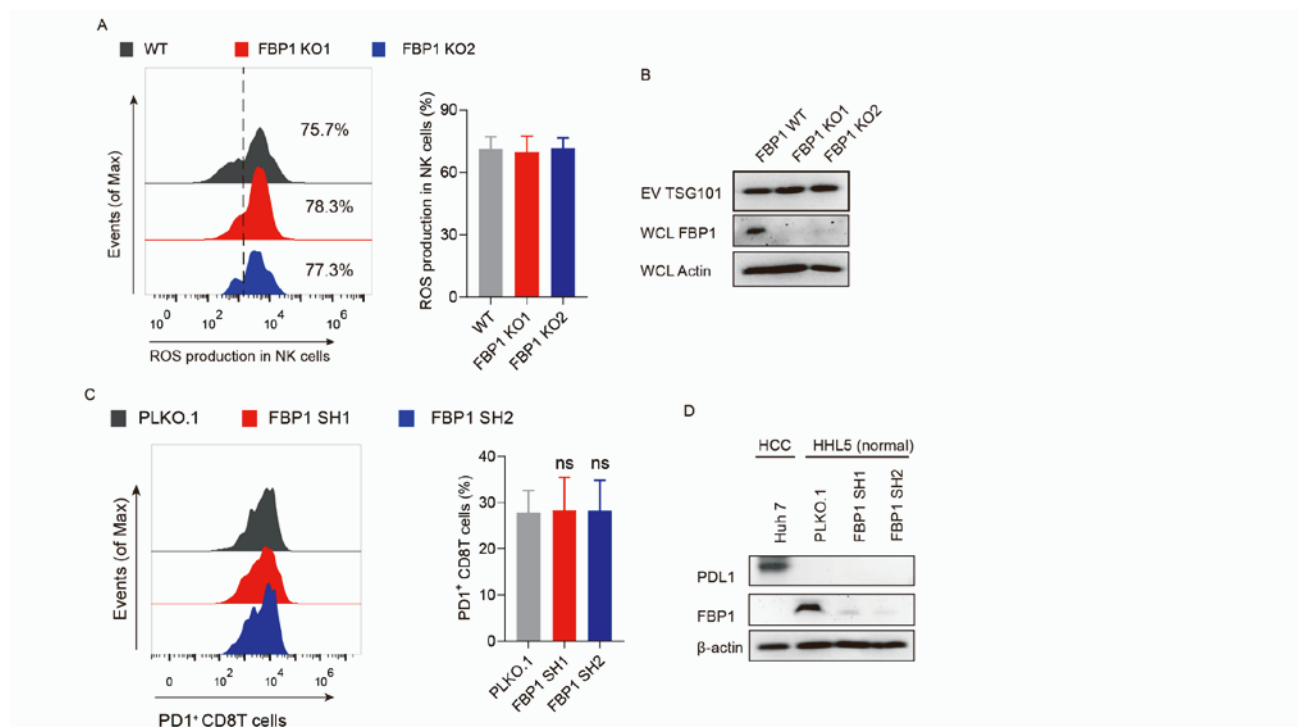 A
WT FBP1 KO1 FBP1 KO2
Events (of Max)
75.7%
78.3%
77.3%
10^0 10^2 10^4 10^6
ROS production in NK cells
ROS production in NK cells (%)
90
60
30
0
WT
FBP1 KO1
FBP1 KO2
B
FBP1 WT
FBP1 KO1
FBP1 KO2
EV TSG101
WCL FBP1
WCL Actin
C
PLKO.1 FBP1 SH1 FBP1 SH2
Events (of Max)
0 10^2 10^4 10^6
PD1⁺ CD8T cells
PD1⁺ CD8T cells (%)
40
30
20
10
0
ns ns
PLKO.1
FBP1 SH1
FBP1 SH2
D
HCC HHL5 (normal)
Huh 7
PLKO.1
FBP1 SH1
FBP1 SH2
PDL1
FBP1
β-actin